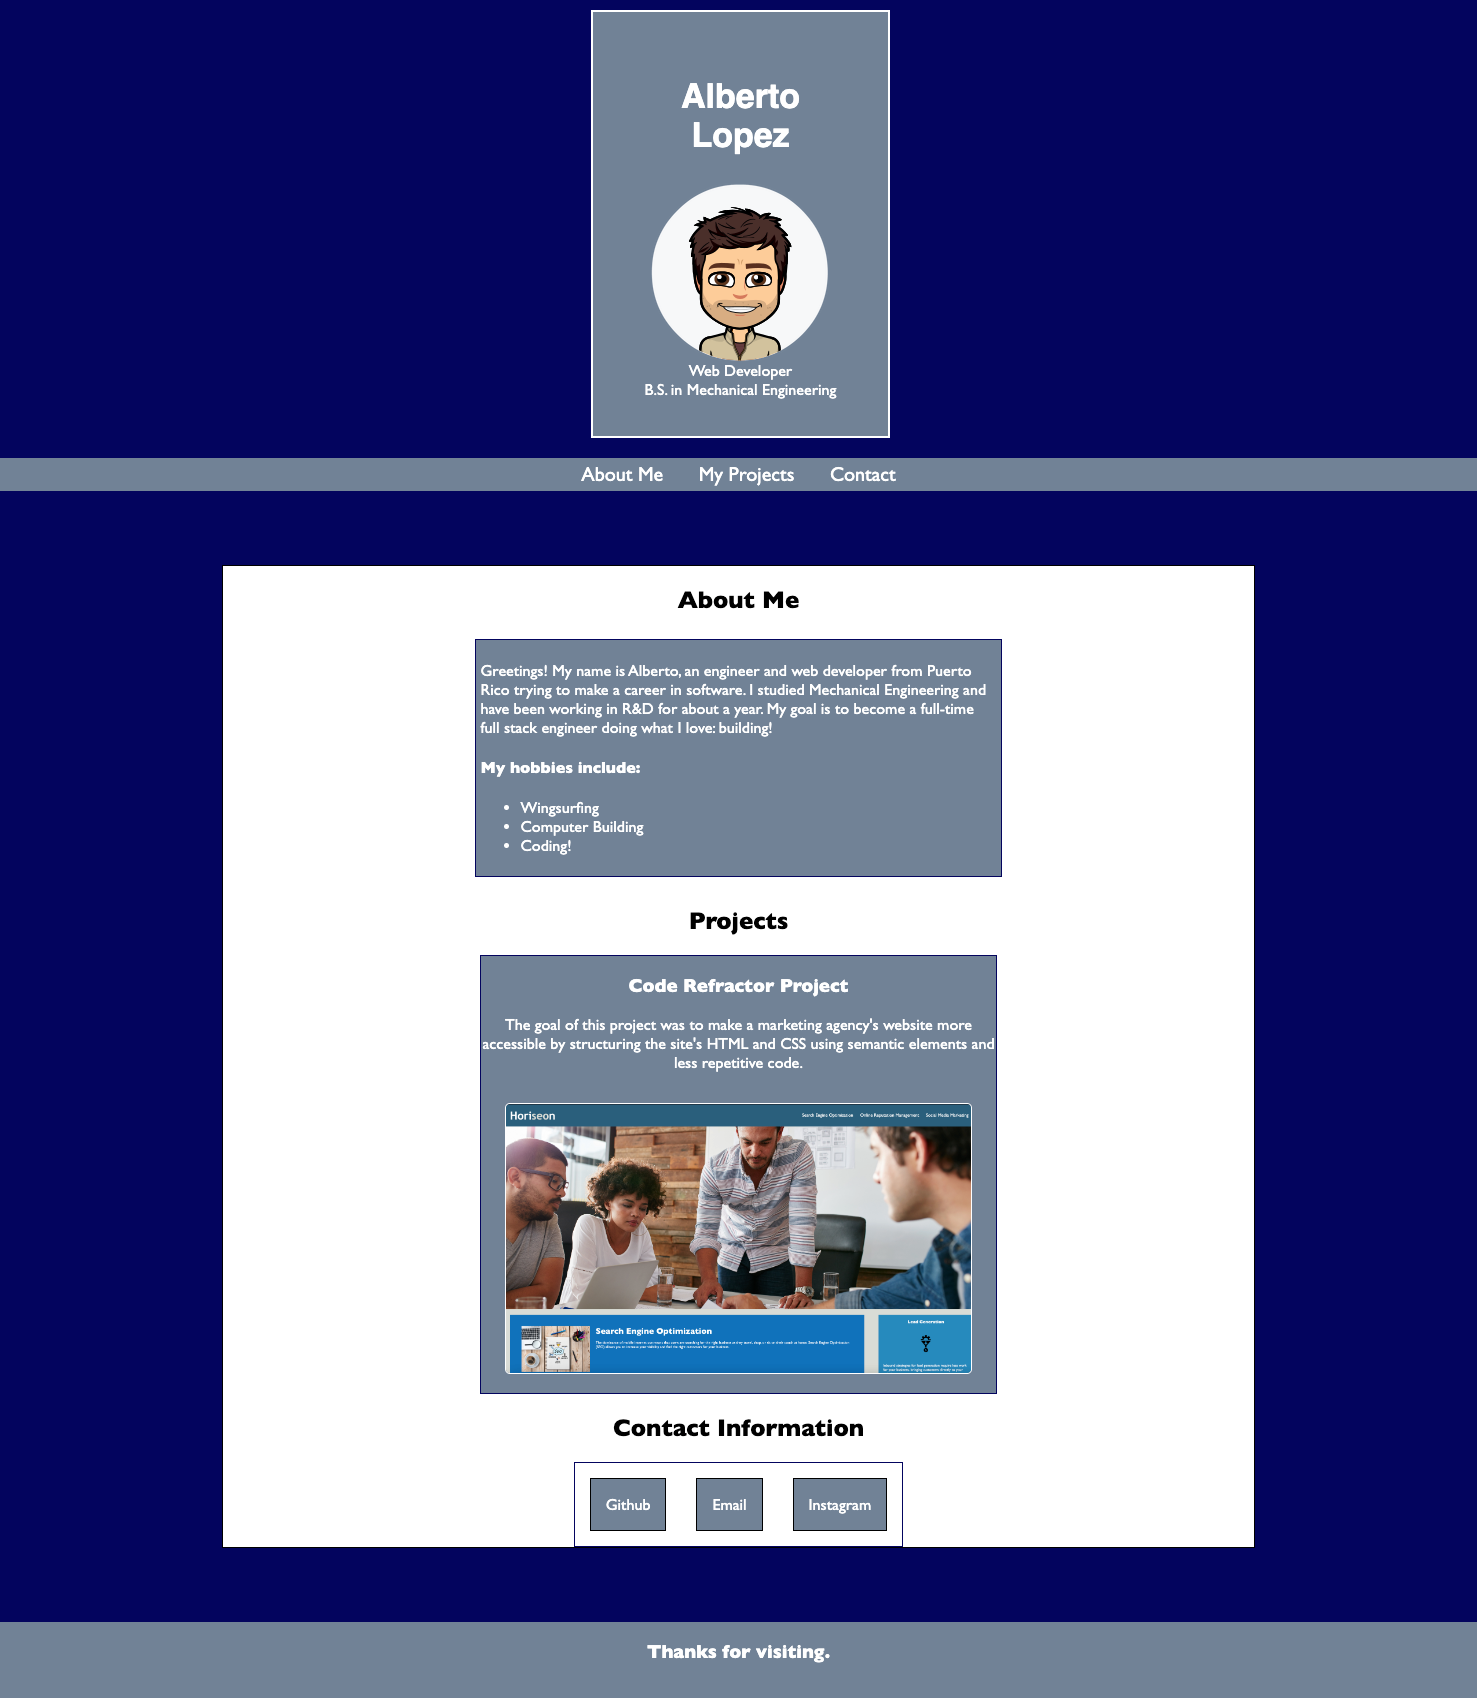 Alberto
Lopez
Web Developer
B.S. in Mechanical Engineering
About Me
My Projects
Contact
About Me
Greetings! My name is Alberto, an engineer and web developer from Puerto
Rico trying to make a career in software. I studied Mechanical Engineering and
have been working in R&D for about a year. My goal is to become a full-time
full stack engineer doing what I love: building!
My hobbies include:
• Wingsurfing
• Computer Building
• Coding!
Projects
Code Refractor Project
The goal of this project was to make a marketing agency's website more
accessible by structuring the site's HTML and CSS using semantic elements and
less repetitive code.
Horiseon
Search Engine Optimization
Online Reputation Management
Social Media Marketing
Search Engine Optimization
Lead Generation
Contact Information
Github
Email
Instagram
Thanks for visiting.